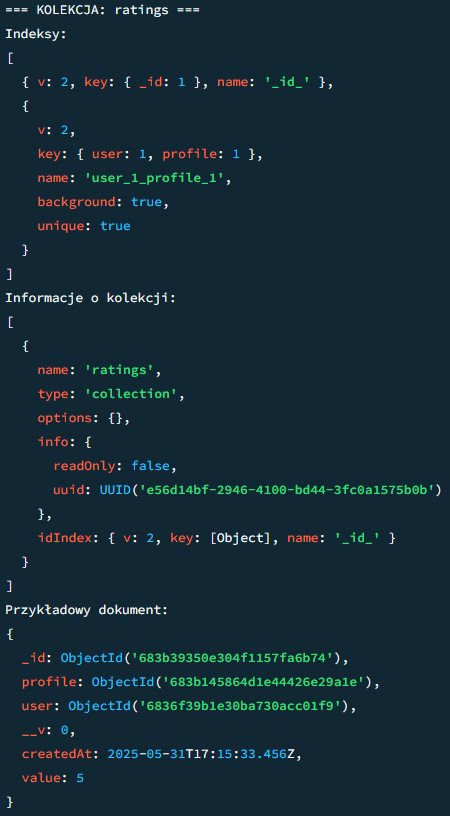 === KOLEKCJA: ratings ===
Indeksy:
[
  { v: 2, key: { _id: 1 }, name: '_id_' },
  {
    v: 2,
    key: { user: 1, profile: 1 },
    name: 'user_1_profile_1',
    background: true,
    unique: true
  }
]
Informacje o kolekcji:
[
  {
    name: 'ratings',
    type: 'collection',
    options: {},
    info: {
      readOnly: false,
      uuid: UUID('e56d14bf-2946-4100-bd44-3fc0a1575b0b')
    },
    idIndex: { v: 2, key: [Object], name: '_id_' }
  }
]
Przykładowy dokument:
{
  _id: ObjectId('683b39350e304f1157fa6b74'),
  profile: ObjectId('683b145864d1e44426e29a1e'),
  user: ObjectId('6836f39b1e30ba730acc01f9'),
  __v: 0,
  createdAt: 2025-05-31T17:15:33.456Z,
  value: 5
}